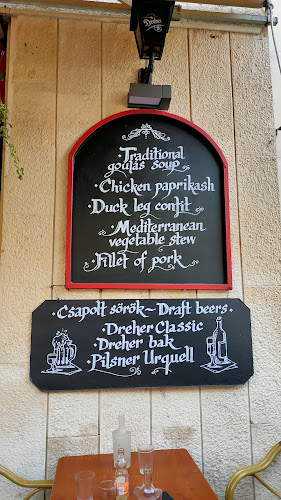 Dreher
·Traditional
goulas soup
·Chicken paprikash
·Duck leg confit
·Mediterranean
vegetable stew
·Fillet of pork
·Csapolt sörök~Draft beers·
·Dreher Classic
·Dreher bak
·Pilsner Urquell